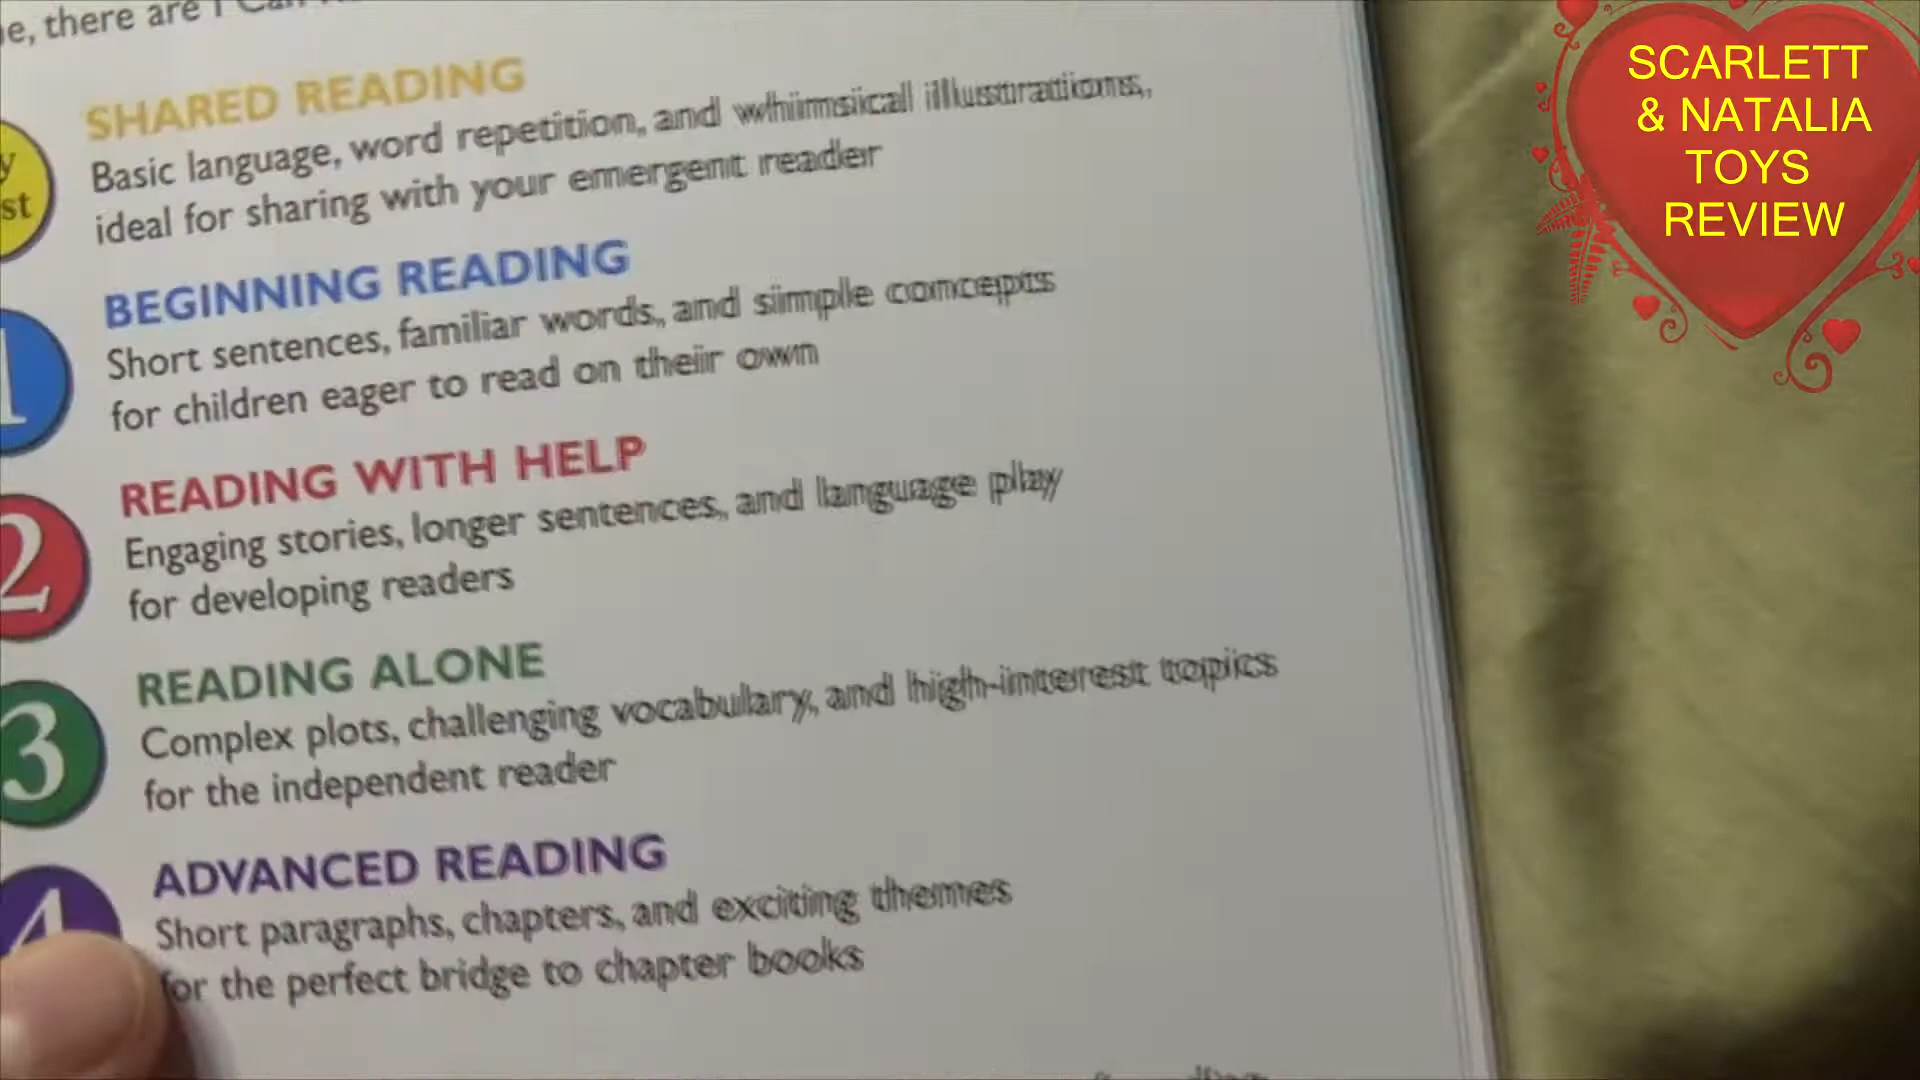 there are I Can
SHARED READING
Basic language, word repetition, and whimsical illustrations,
ideal for sharing with your emergent reader
BEGINNING READING
Short sentences, familiar words, and simple concepts
for children eager to read on their own
READING WITH HELP
Engaging stories, longer sentences, and language play
for developing readers
READING ALONE
Complex plots, challenging vocabulary, and high-interest topics
for the independent reader
ADVANCED READING
Short paragraphs, chapters, and exciting themes
for the perfect bridge to chapter books
1
2
3
4
SCARLETT
& NATALIA
TOYS
REVIEW